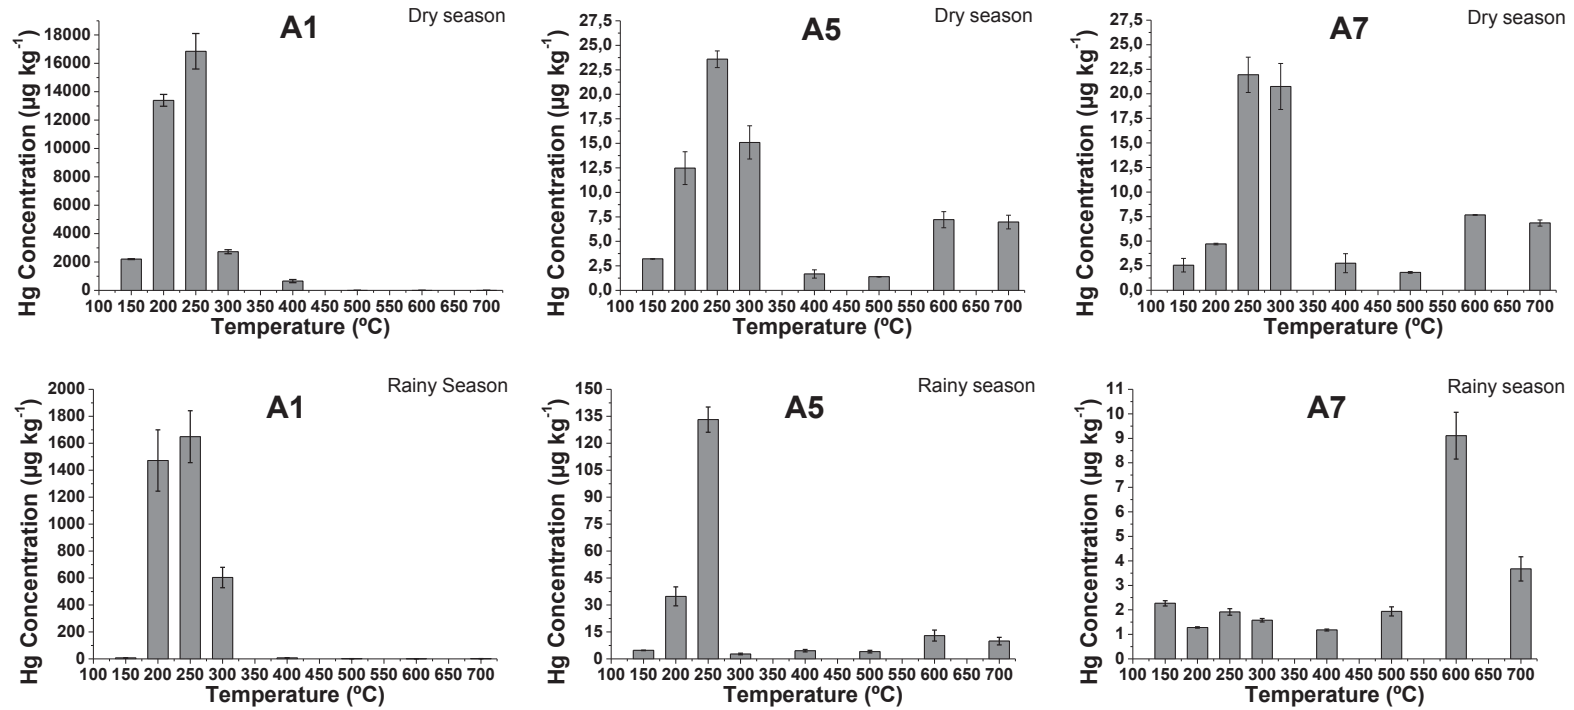 Dry season
A1
Hg Concentration (µg kg⁻¹)
18000
16000
14000
12000
10000
8000
6000
4000
2000
0
100 150 200 250 300 350 400 450 500 550 600 650 700
Temperature (ºC)
Dry season
A5
Hg Concentration (µg kg⁻¹)
27,5
25,0
22,5
20,0
17,5
15,0
12,5
10,0
7,5
5,0
2,5
0,0
100 150 200 250 300 350 400 450 500 550 600 650 700
Temperature (ºC)
Dry season
A7
Hg Concentration (µg kg⁻¹)
27,5
25,0
22,5
20,0
17,5
15,0
12,5
10,0
7,5
5,0
2,5
0,0
100 150 200 250 300 350 400 450 500 550 600 650 700
Temperature (ºC)
Rainy Season
A1
Hg Concentration (µg kg⁻¹)
2000
1800
1600
1400
1200
1000
800
600
400
200
0
100 150 200 250 300 350 400 450 500 550 600 650 700
Temperature (ºC)
Rainy season
A5
Hg Concentration (µg kg⁻¹)
150
135
120
105
90
75
60
45
30
15
0
100 150 200 250 300 350 400 450 500 550 600 650 700
Temperature (ºC)
Rainy season
A7
Hg Concentration (µg kg⁻¹)
11
10
9
8
7
6
5
4
3
2
1
0
100 150 200 250 300 350 400 450 500 550 600 650 700
Temperature (ºC)